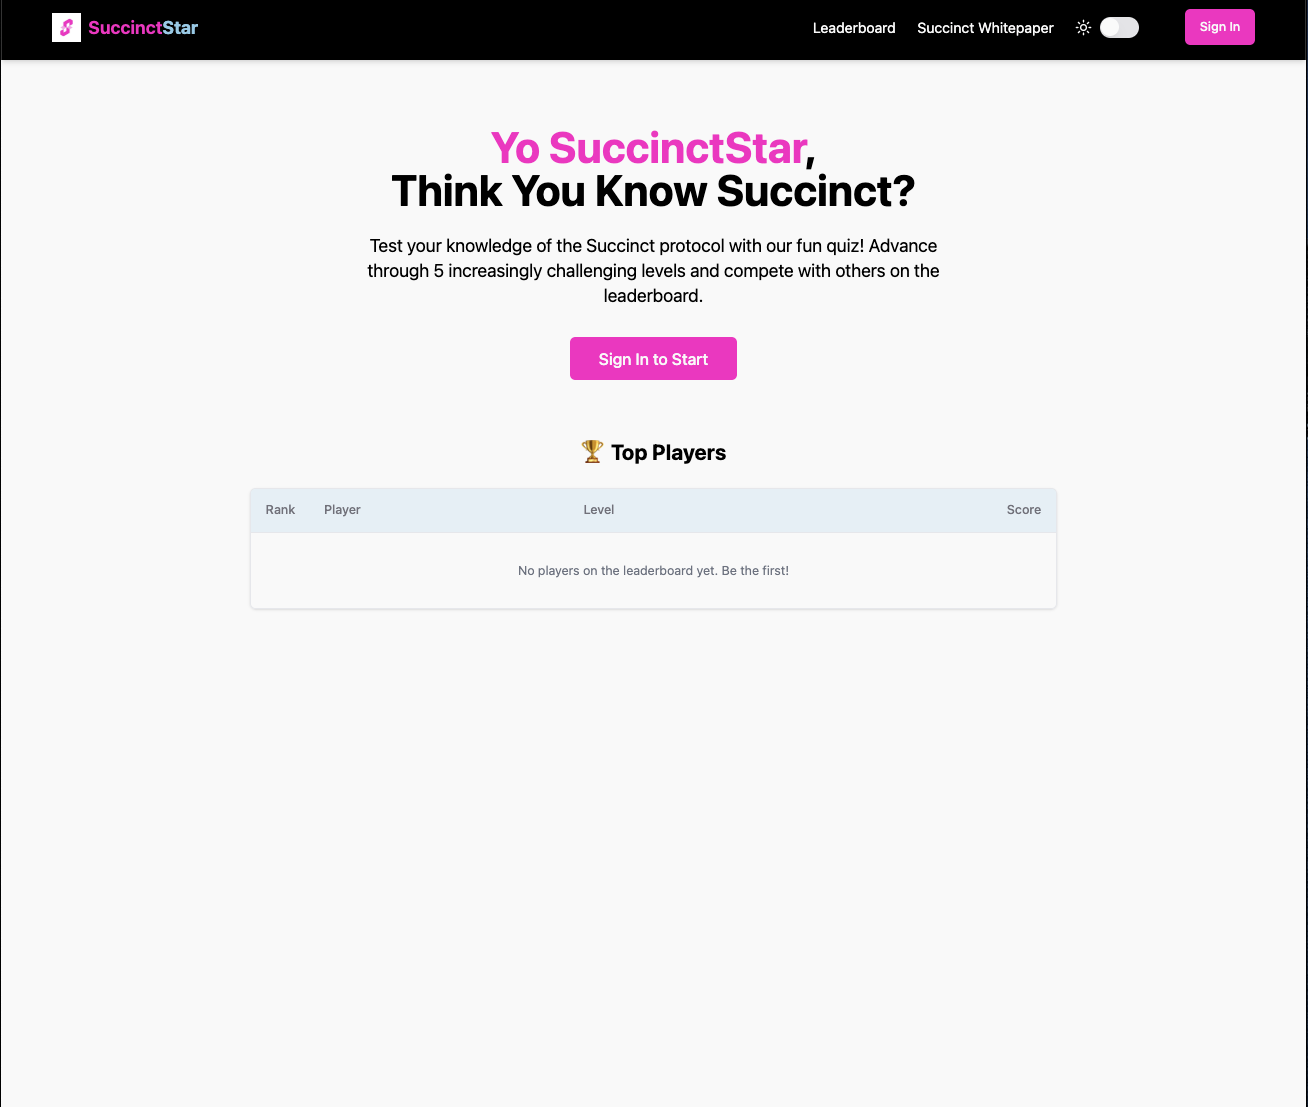 SuccinctStar
Leaderboard
Succinct Whitepaper
Sign In
Yo SuccinctStar,
Think You Know Succinct?
Test your knowledge of the Succinct protocol with our fun quiz! Advance
through 5 increasingly challenging levels and compete with others on the
leaderboard.
Sign In to Start
🏆 Top Players
Rank Player Level Score
No players on the leaderboard yet. Be the first!